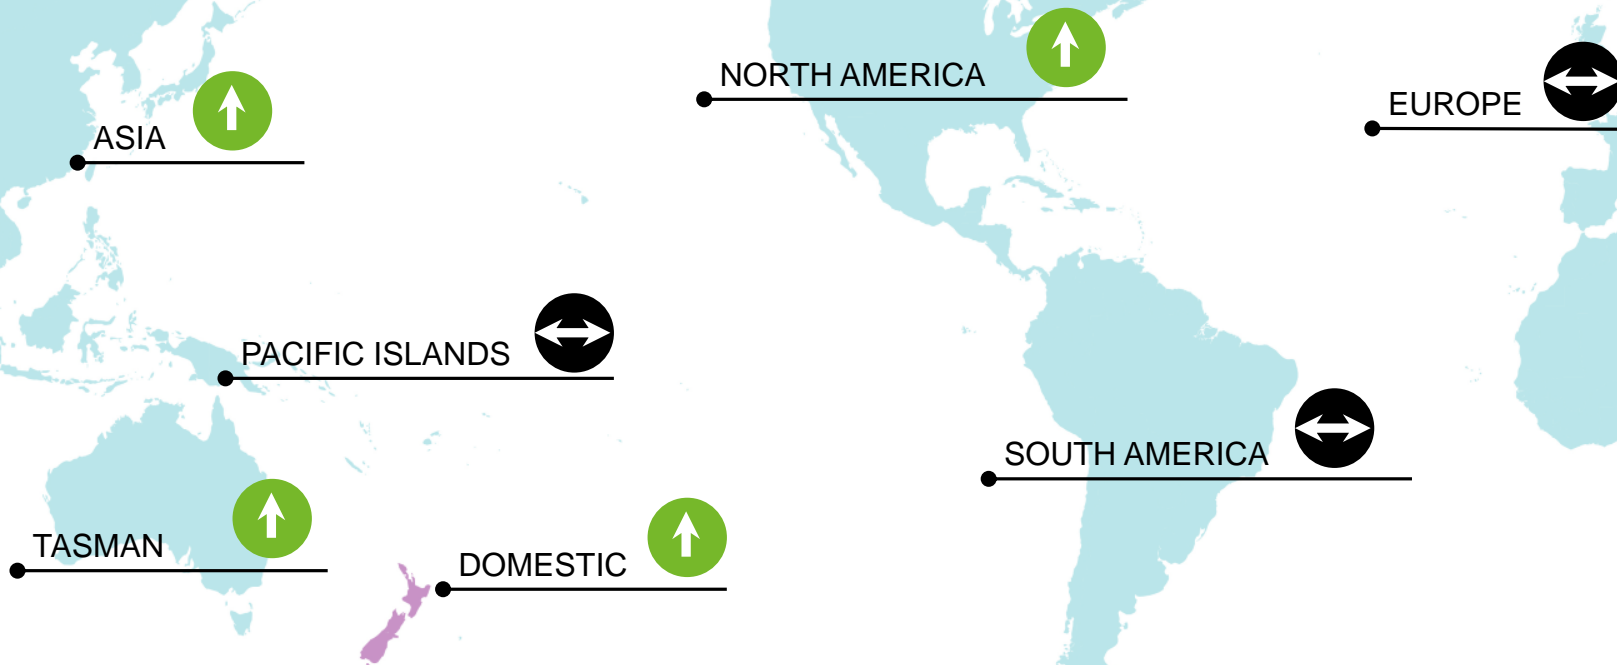 NORTH AMERICA
EUROPE
ASIA
PACIFIC ISLANDS
SOUTH AMERICA
TASMAN
DOMESTIC